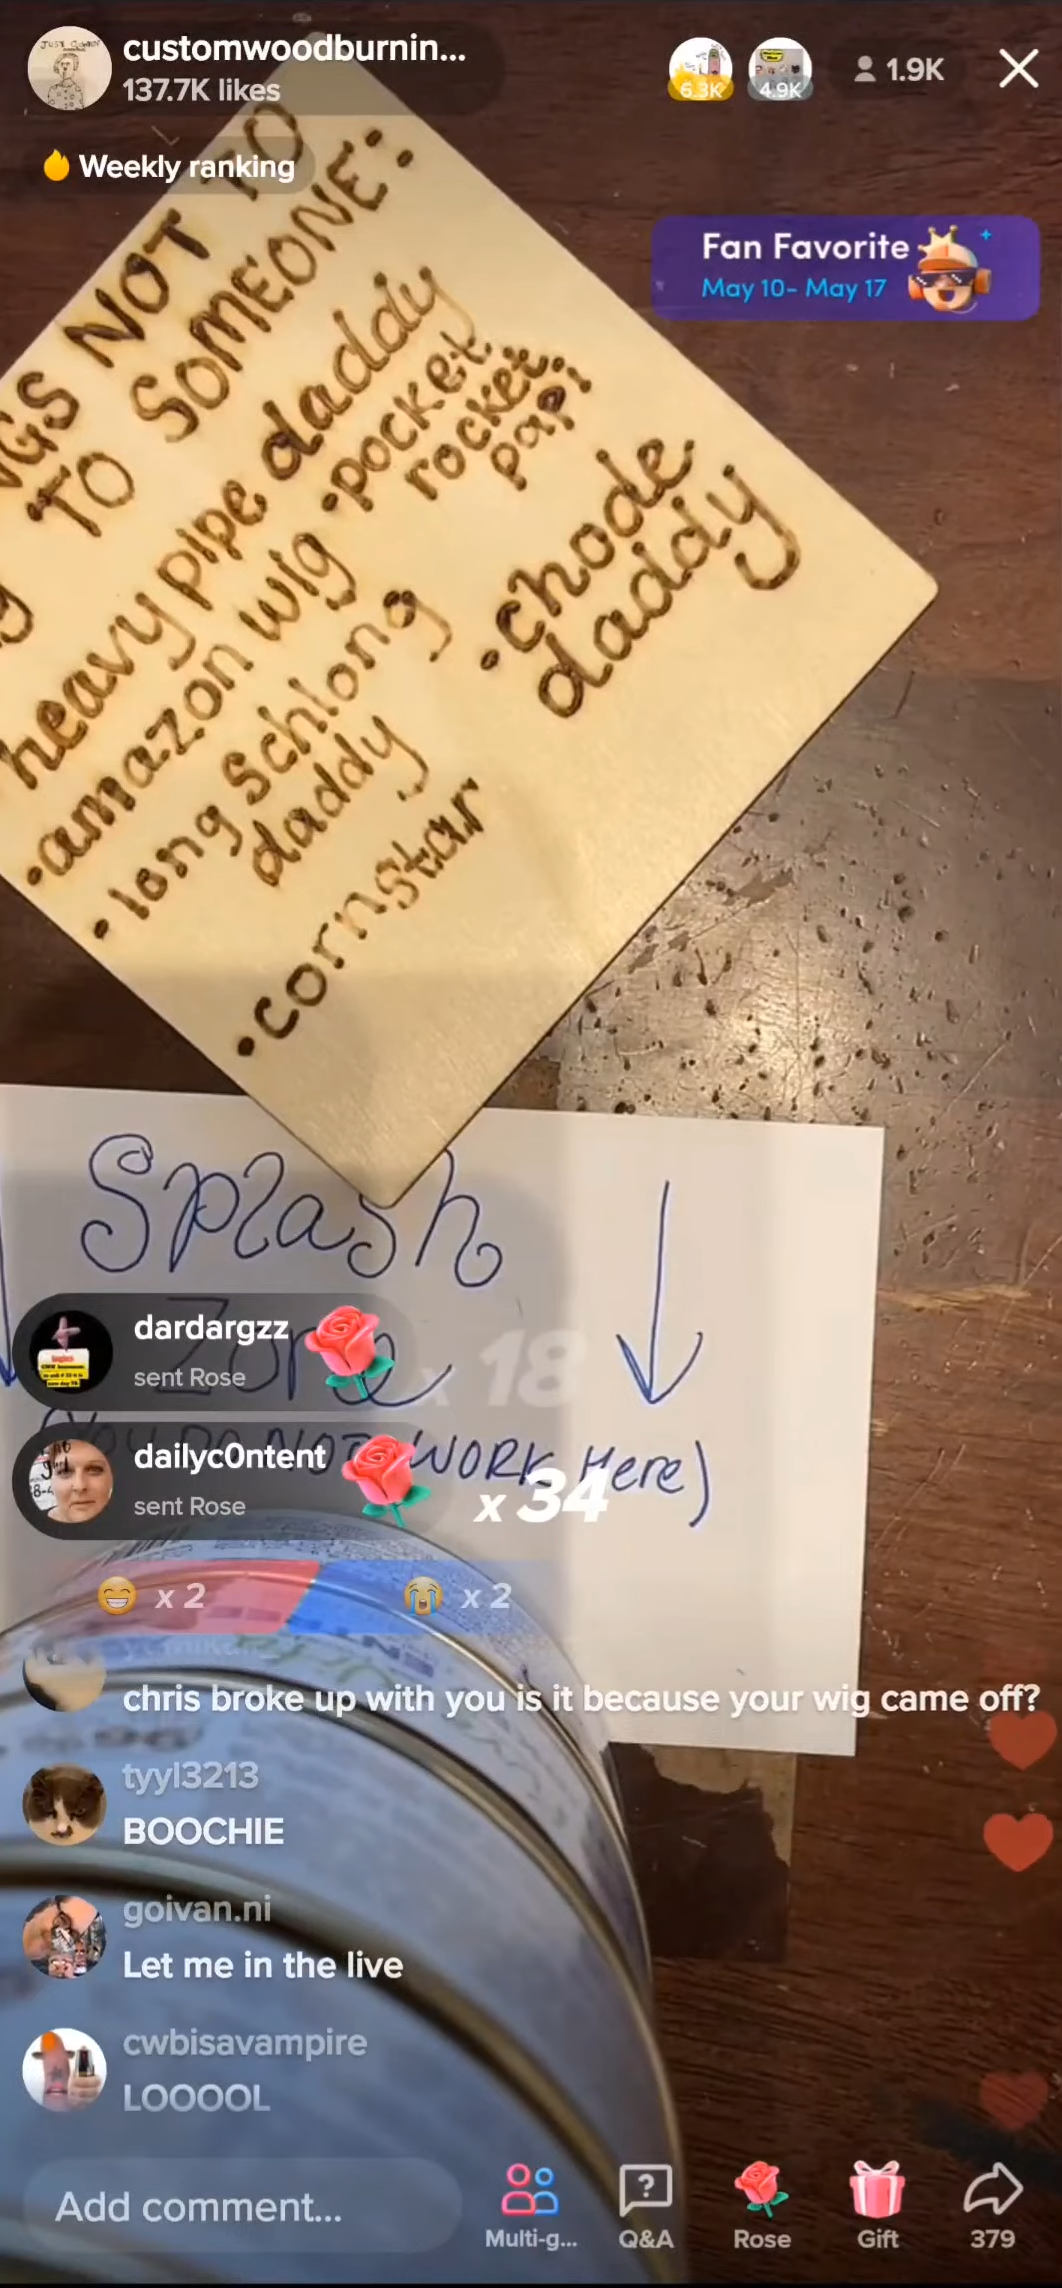 customwoodburnin...
137.7K likes
6.3K
4.9K
1.9K
Weekly ranking
Fan Favorite
May 10- May 17
GS NOT TO
TO SOMEONE:
heavy pipe daddy
•amazon wig
•long schlong
daddy
•cornstar
•pocket
rocket
papi
•chode
daddy
Splash
Zone
(YOU DO NOT WORK Here)
dardargzz
sent Rose
x 18
dailyc0ntent
sent Rose
x 34
x 2
x 2
chris broke up with you is it because your wig came off?
tyyl3213
BOOCHIE
goivan.ni
Let me in the live
cwbisavampire
LOOOOL
Add comment...
Multi-g...
Q&A
Rose
Gift
379